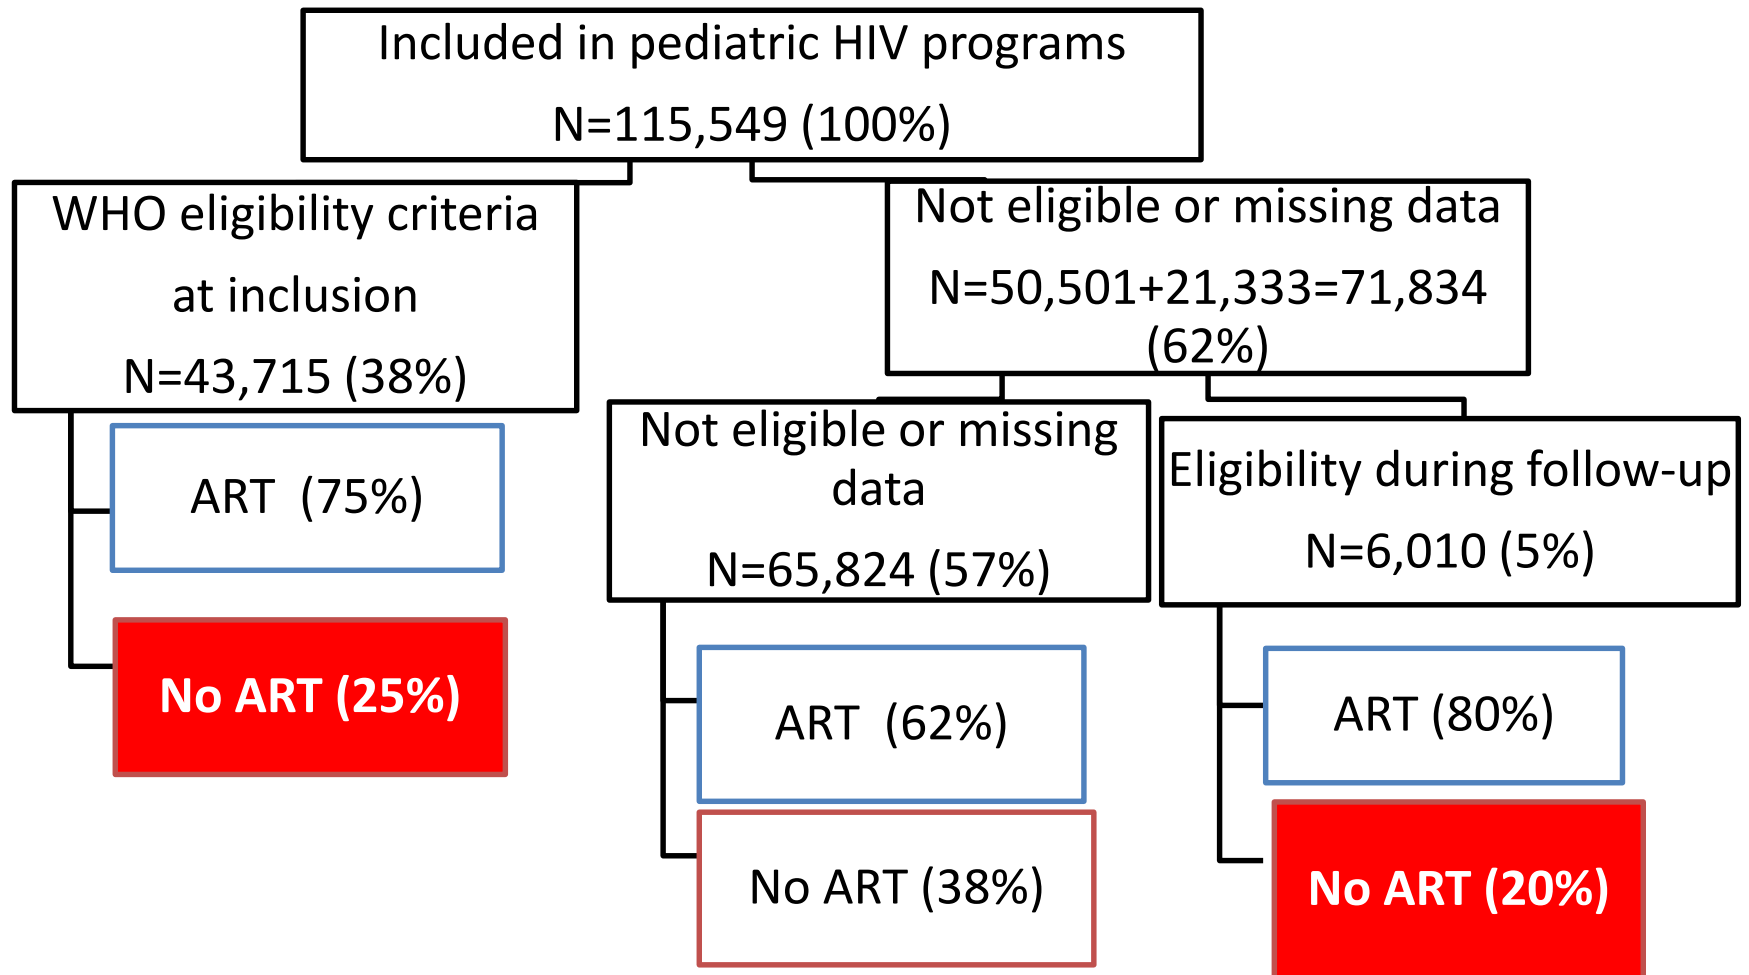 Included in pediatric HIV programs
N=115,549 (100%)
WHO eligibility criteria
at inclusion
N=43,715 (38%)
Not eligible or missing data
N=50,501+21,333=71,834
(62%)
ART (75%)
No ART (25%)
Not eligible or missing
data
N=65,824 (57%)
Eligibility during follow-up
N=6,010 (5%)
ART (62%)
No ART (38%)
ART (80%)
No ART (20%)